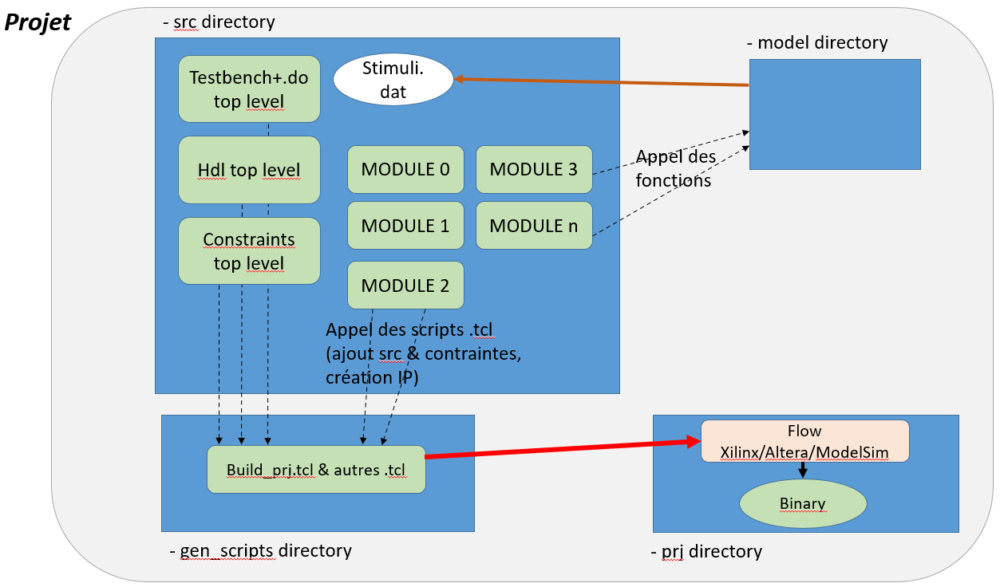 Projet
- src directory
- model directory
Testbench+.do
top level
Stimuli.
dat
Hdl top level
MODULE 0
MODULE 3
Appel des
fonctions
Constraints
top level
MODULE 1
MODULE n
MODULE 2
Appel des scripts .tcl
(ajout src & contraintes,
création IP)
Build_prj.tcl & autres .tcl
Flow
Xilinx/Altera/ModelSim
Binary
- gen_scripts directory
- prj directory